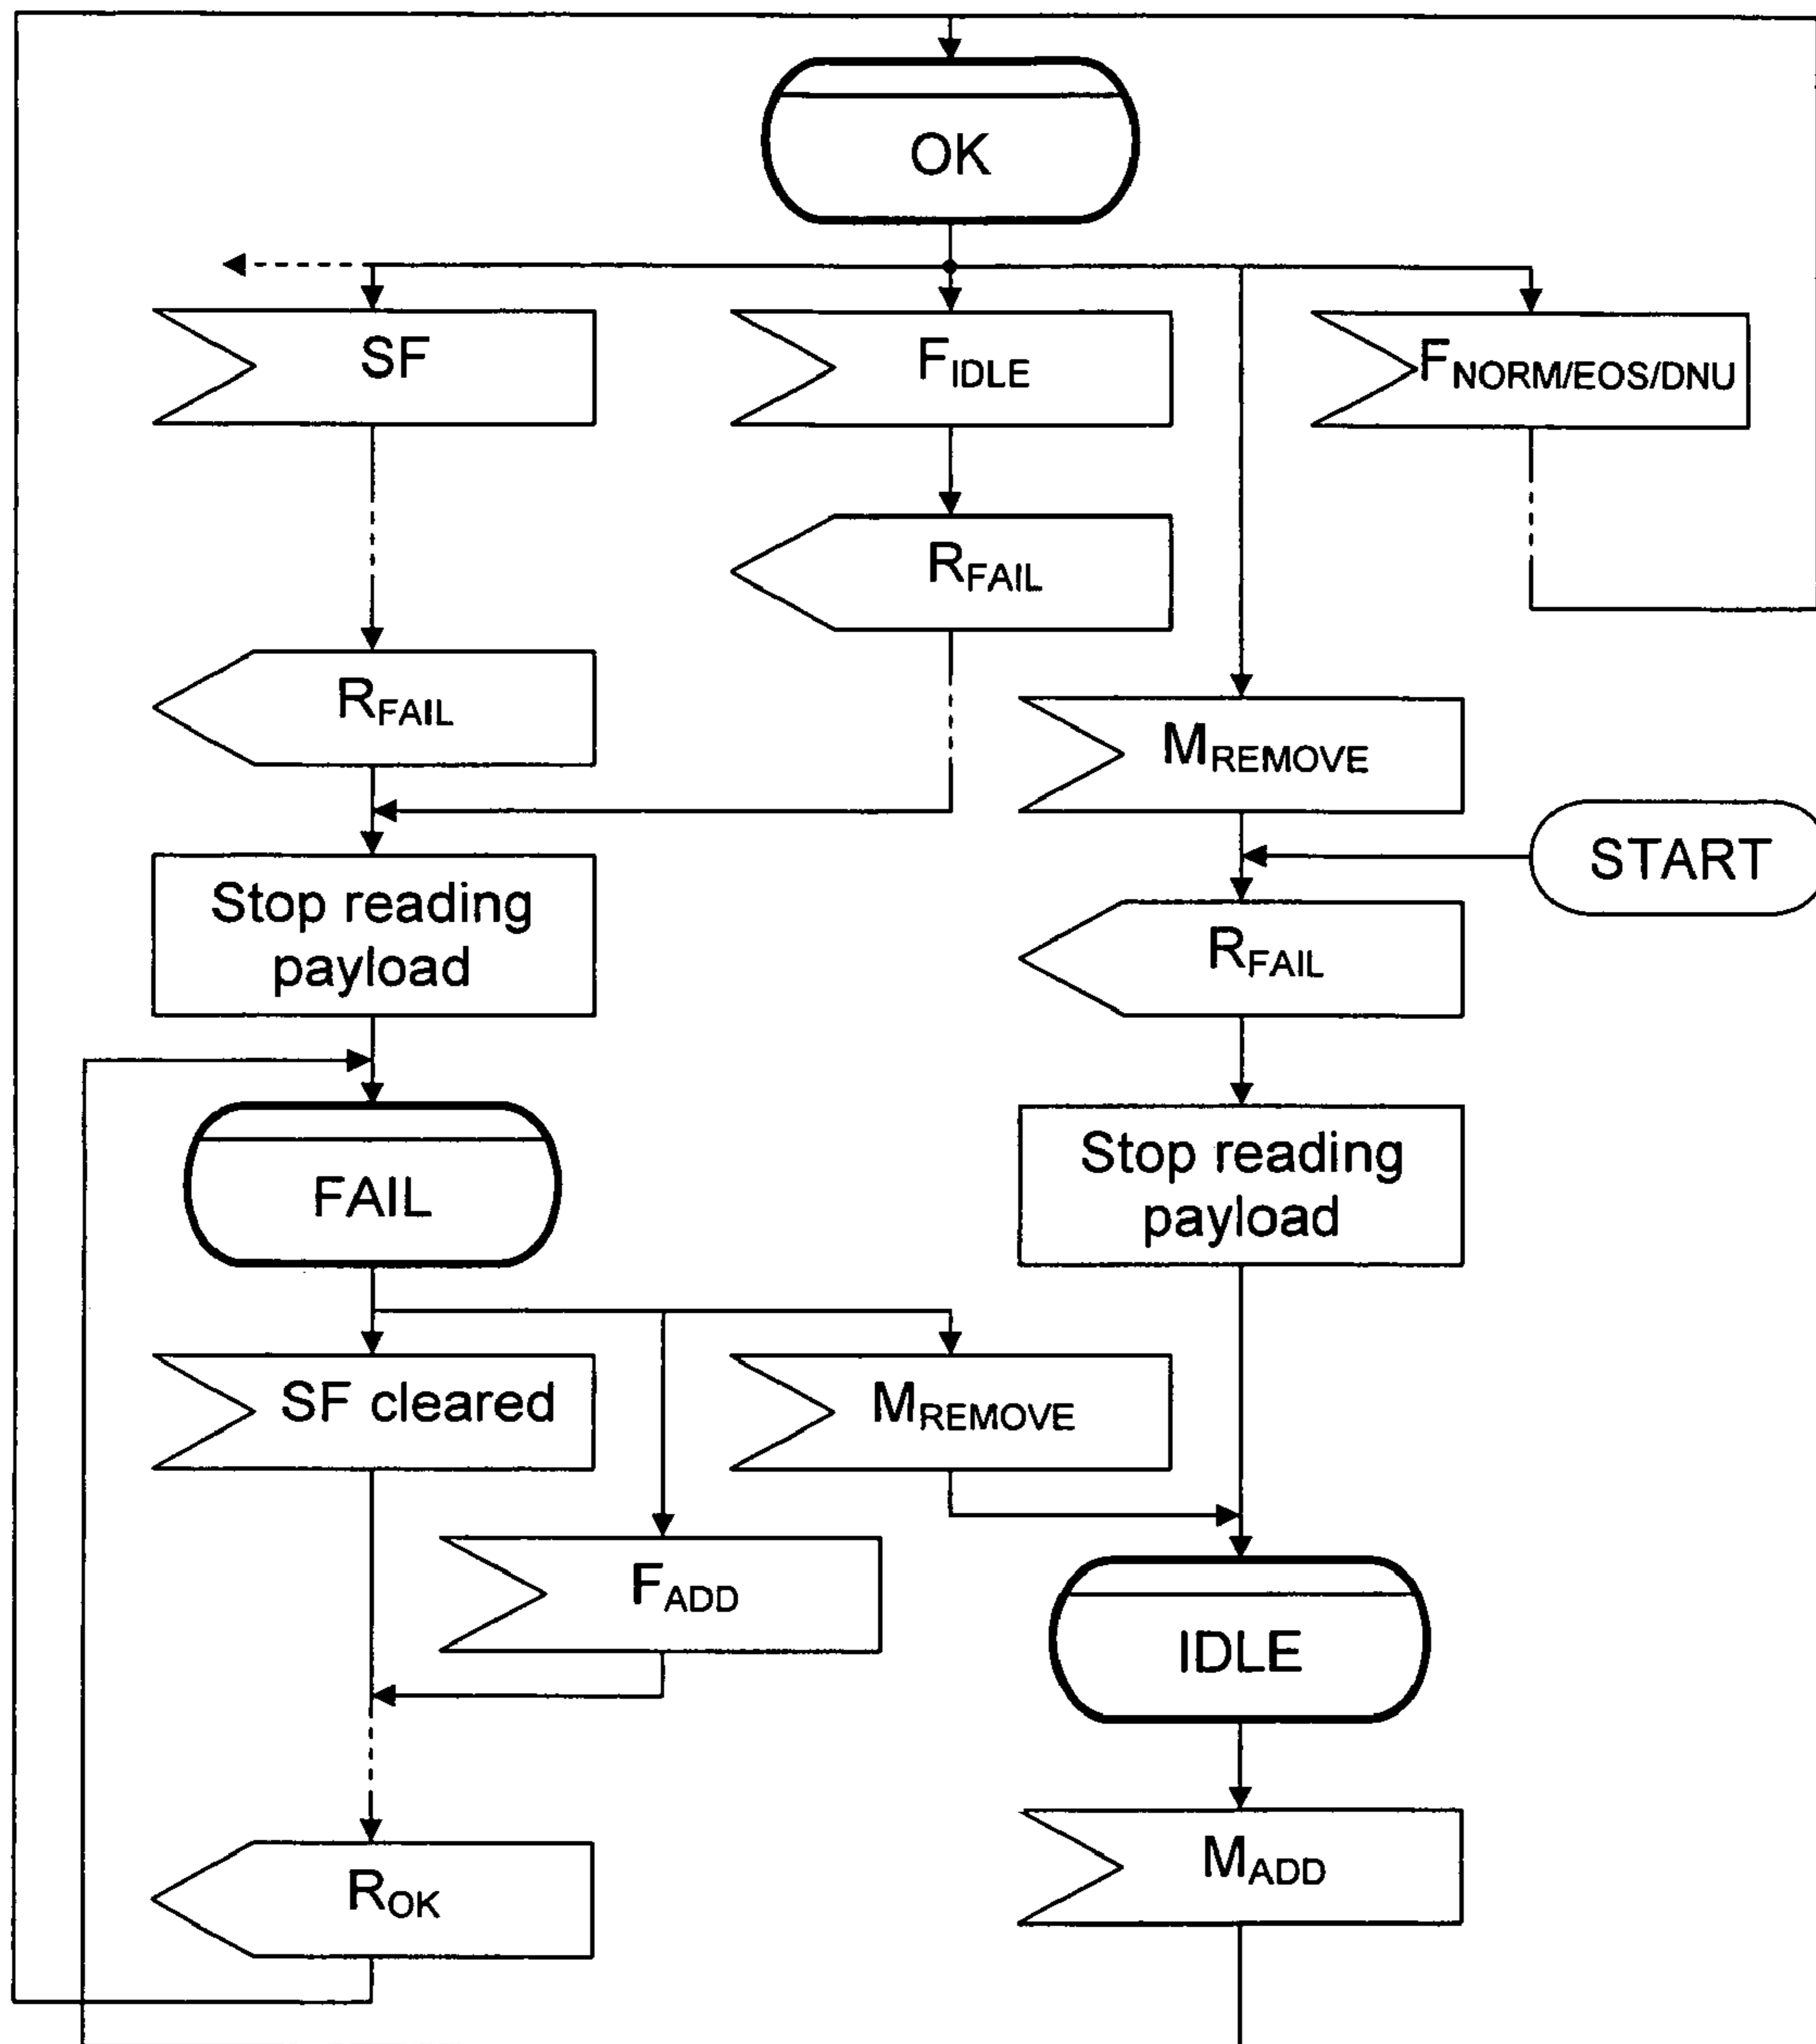 OK
SF
FIDLE
FNORM/EOS/DNU
RFAIL
RFAIL
MREMOVE
START
Stop reading
payload
RFAIL
FAIL
Stop reading
payload
SF cleared
MREMOVE
FADD
IDLE
ROK
MADD